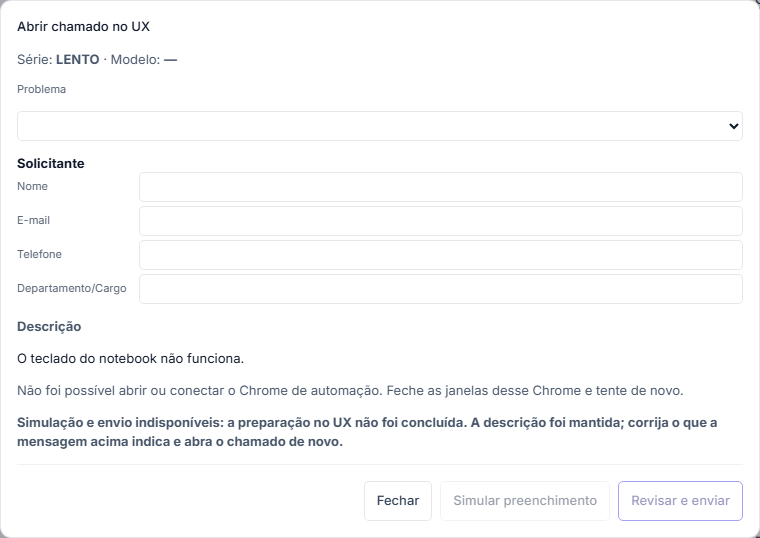 Abrir chamado no UX
Série: LENTO · Modelo: —
Problema
Solicitante
Nome
E-mail
Telefone
Departamento/Cargo
Descrição
O teclado do notebook não funciona.
Não foi possível abrir ou conectar o Chrome de automação. Feche as janelas desse Chrome e tente de novo.
Simulação e envio indisponíveis: a preparação no UX não foi concluída. A descrição foi mantida; corrija o que a
mensagem acima indica e abra o chamado de novo.
Fechar
Simular preenchimento
Revisar e enviar